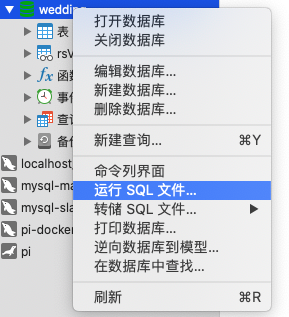 wedding
打开数据库
关闭数据库
表
函
事件
查
备份
编辑数据库...
新建数据库...
删除数据库...
新建查询... ⌘Y
命令列界面
运行 SQL 文件...
转储 SQL 文件...
打印数据库...
逆向数据库到模型...
在数据库中查找...
刷新 ⌘R
localhost
mysql-ma
mysql-sla
pi-docker
pi